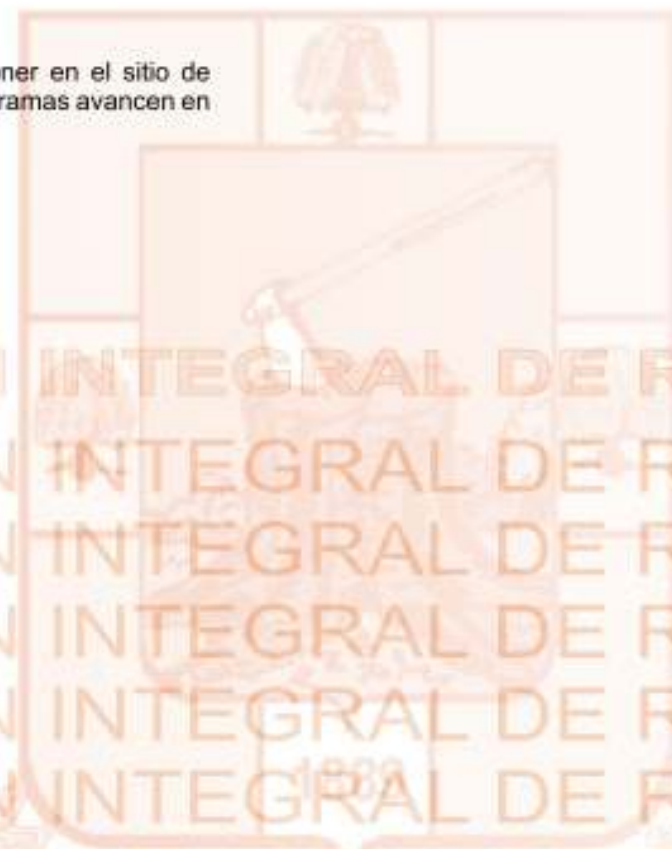 ner en el sitio de
ramas avancen en
N INTEGRAL DE R
N INTEGRAL DE R
N INTEGRAL DE R
N INTEGRAL DE R
N INTEGRAL DE R
N INTEGRAL DE R